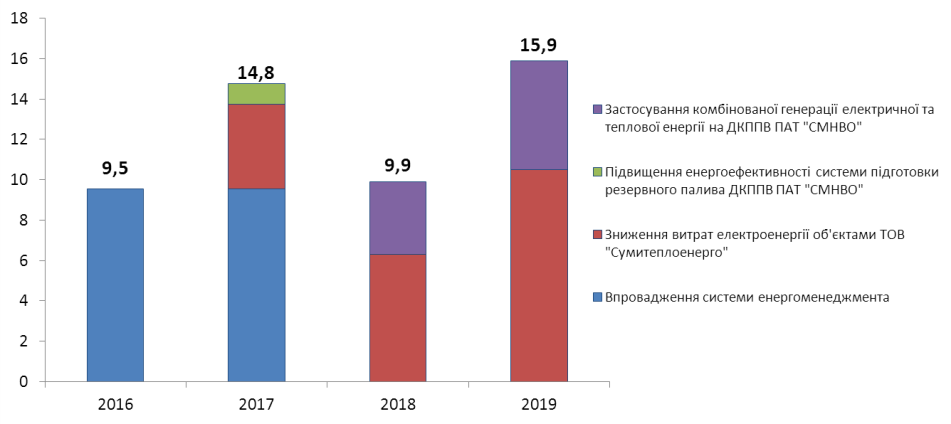 18
16
14
12
10
8
6
4
2
0
9,5
14,8
9,9
15,9
2016
2017
2018
2019
Застосування комбінованої генерації електричної та
теплової енергії на ДКППВ ПАТ "СМНВО"
Підвищення енергоефективності системи підготовки
резервного палива ДКППВ ПАТ "СМНВО"
Зниження витрат електроенергії об'єктами ТОВ
"Сумитеплоенерго"
Впровадження системи енергоменеджмента